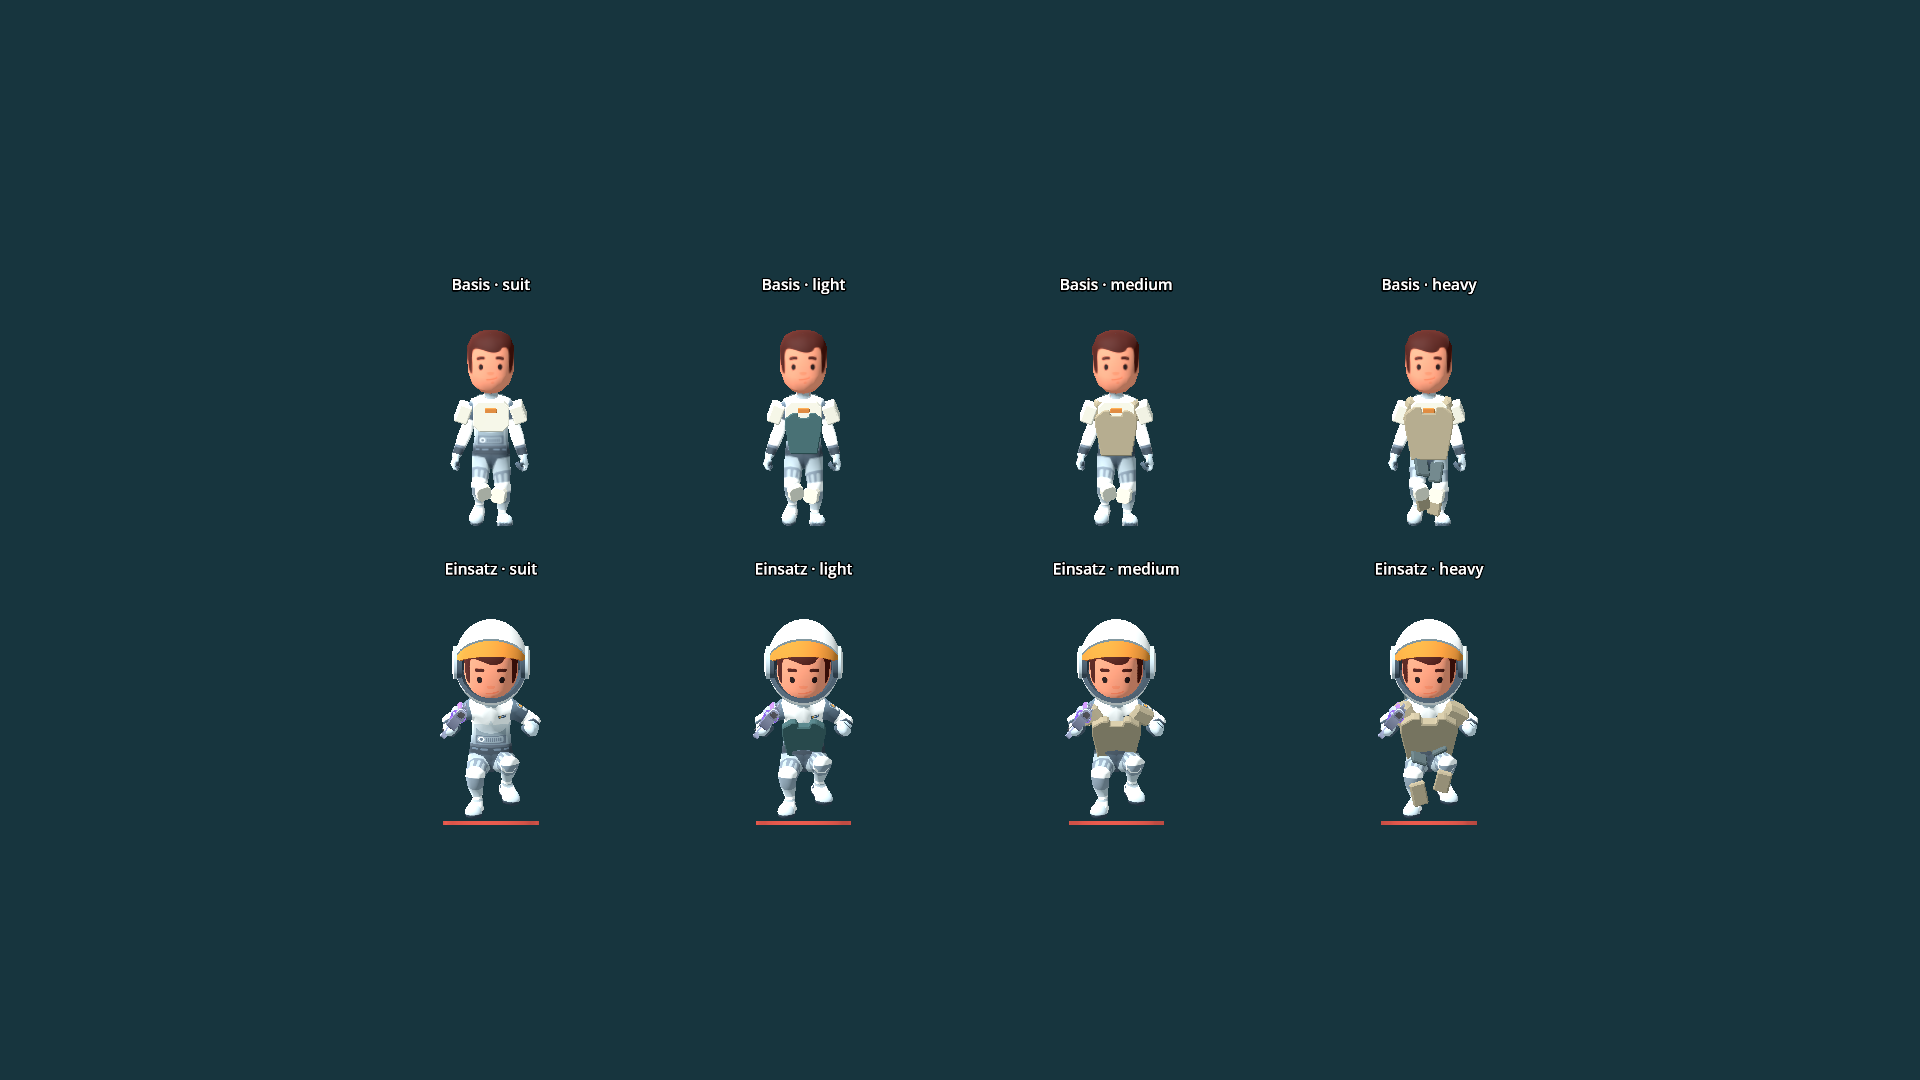 Basis · suit
Basis · light
Basis · medium
Basis · heavy
Einsatz · suit
Einsatz · light
Einsatz · medium
Einsatz · heavy